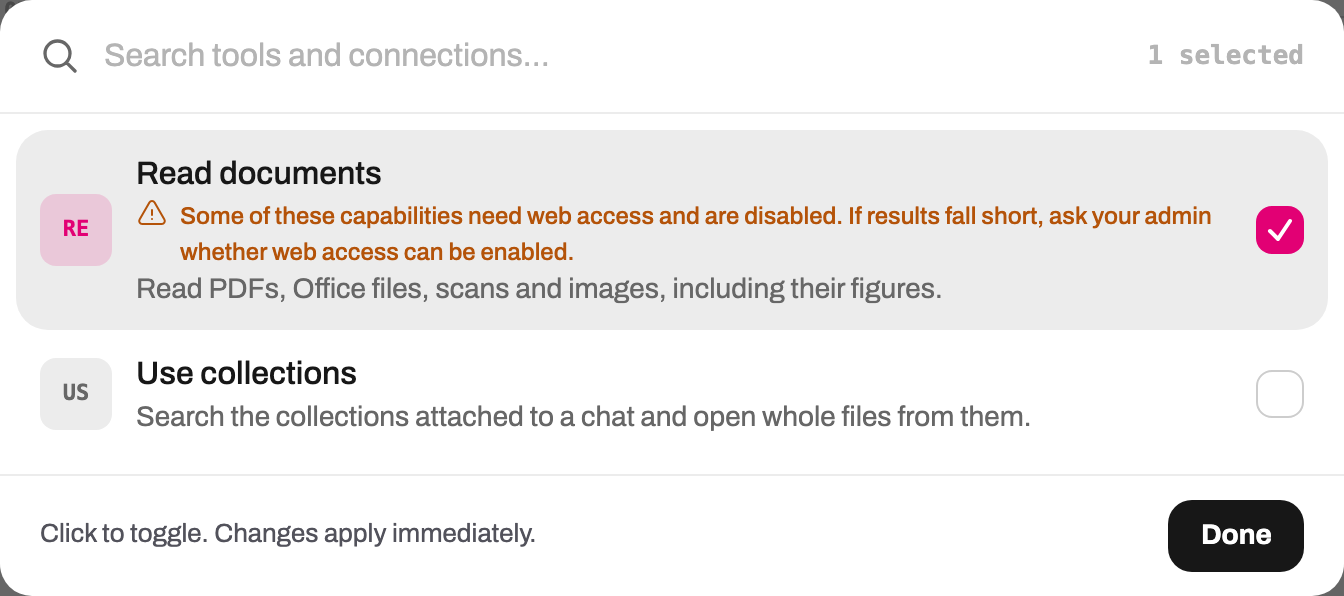 Search tools and connections...
1 selected
Read documents
RE
Some of these capabilities need web access and are disabled. If results fall short, ask your admin
whether web access can be enabled.
Read PDFs, Office files, scans and images, including their figures.
Use collections
US
Search the collections attached to a chat and open whole files from them.
Click to toggle. Changes apply immediately.
Done